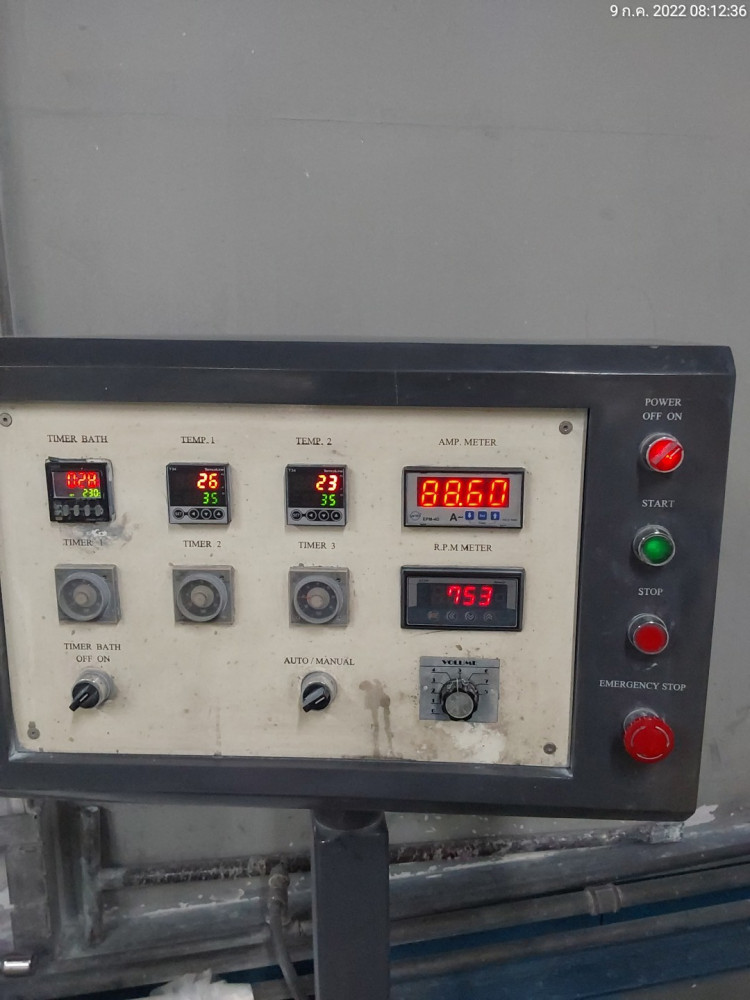 9 ก.ค. 2022 08:12:36
POWER
OFF ON
TIMER BATH
TEMP. 1
TEMP. 2
AMP. METER
26
35
23
35
88.60
A~
START
TIMER 1
TIMER 2
TIMER 3
R.P.M METER
753
STOP
TIMER BATH
OFF ON
AUTO / MANUAL
VOLUME
EMERGENCY STOP